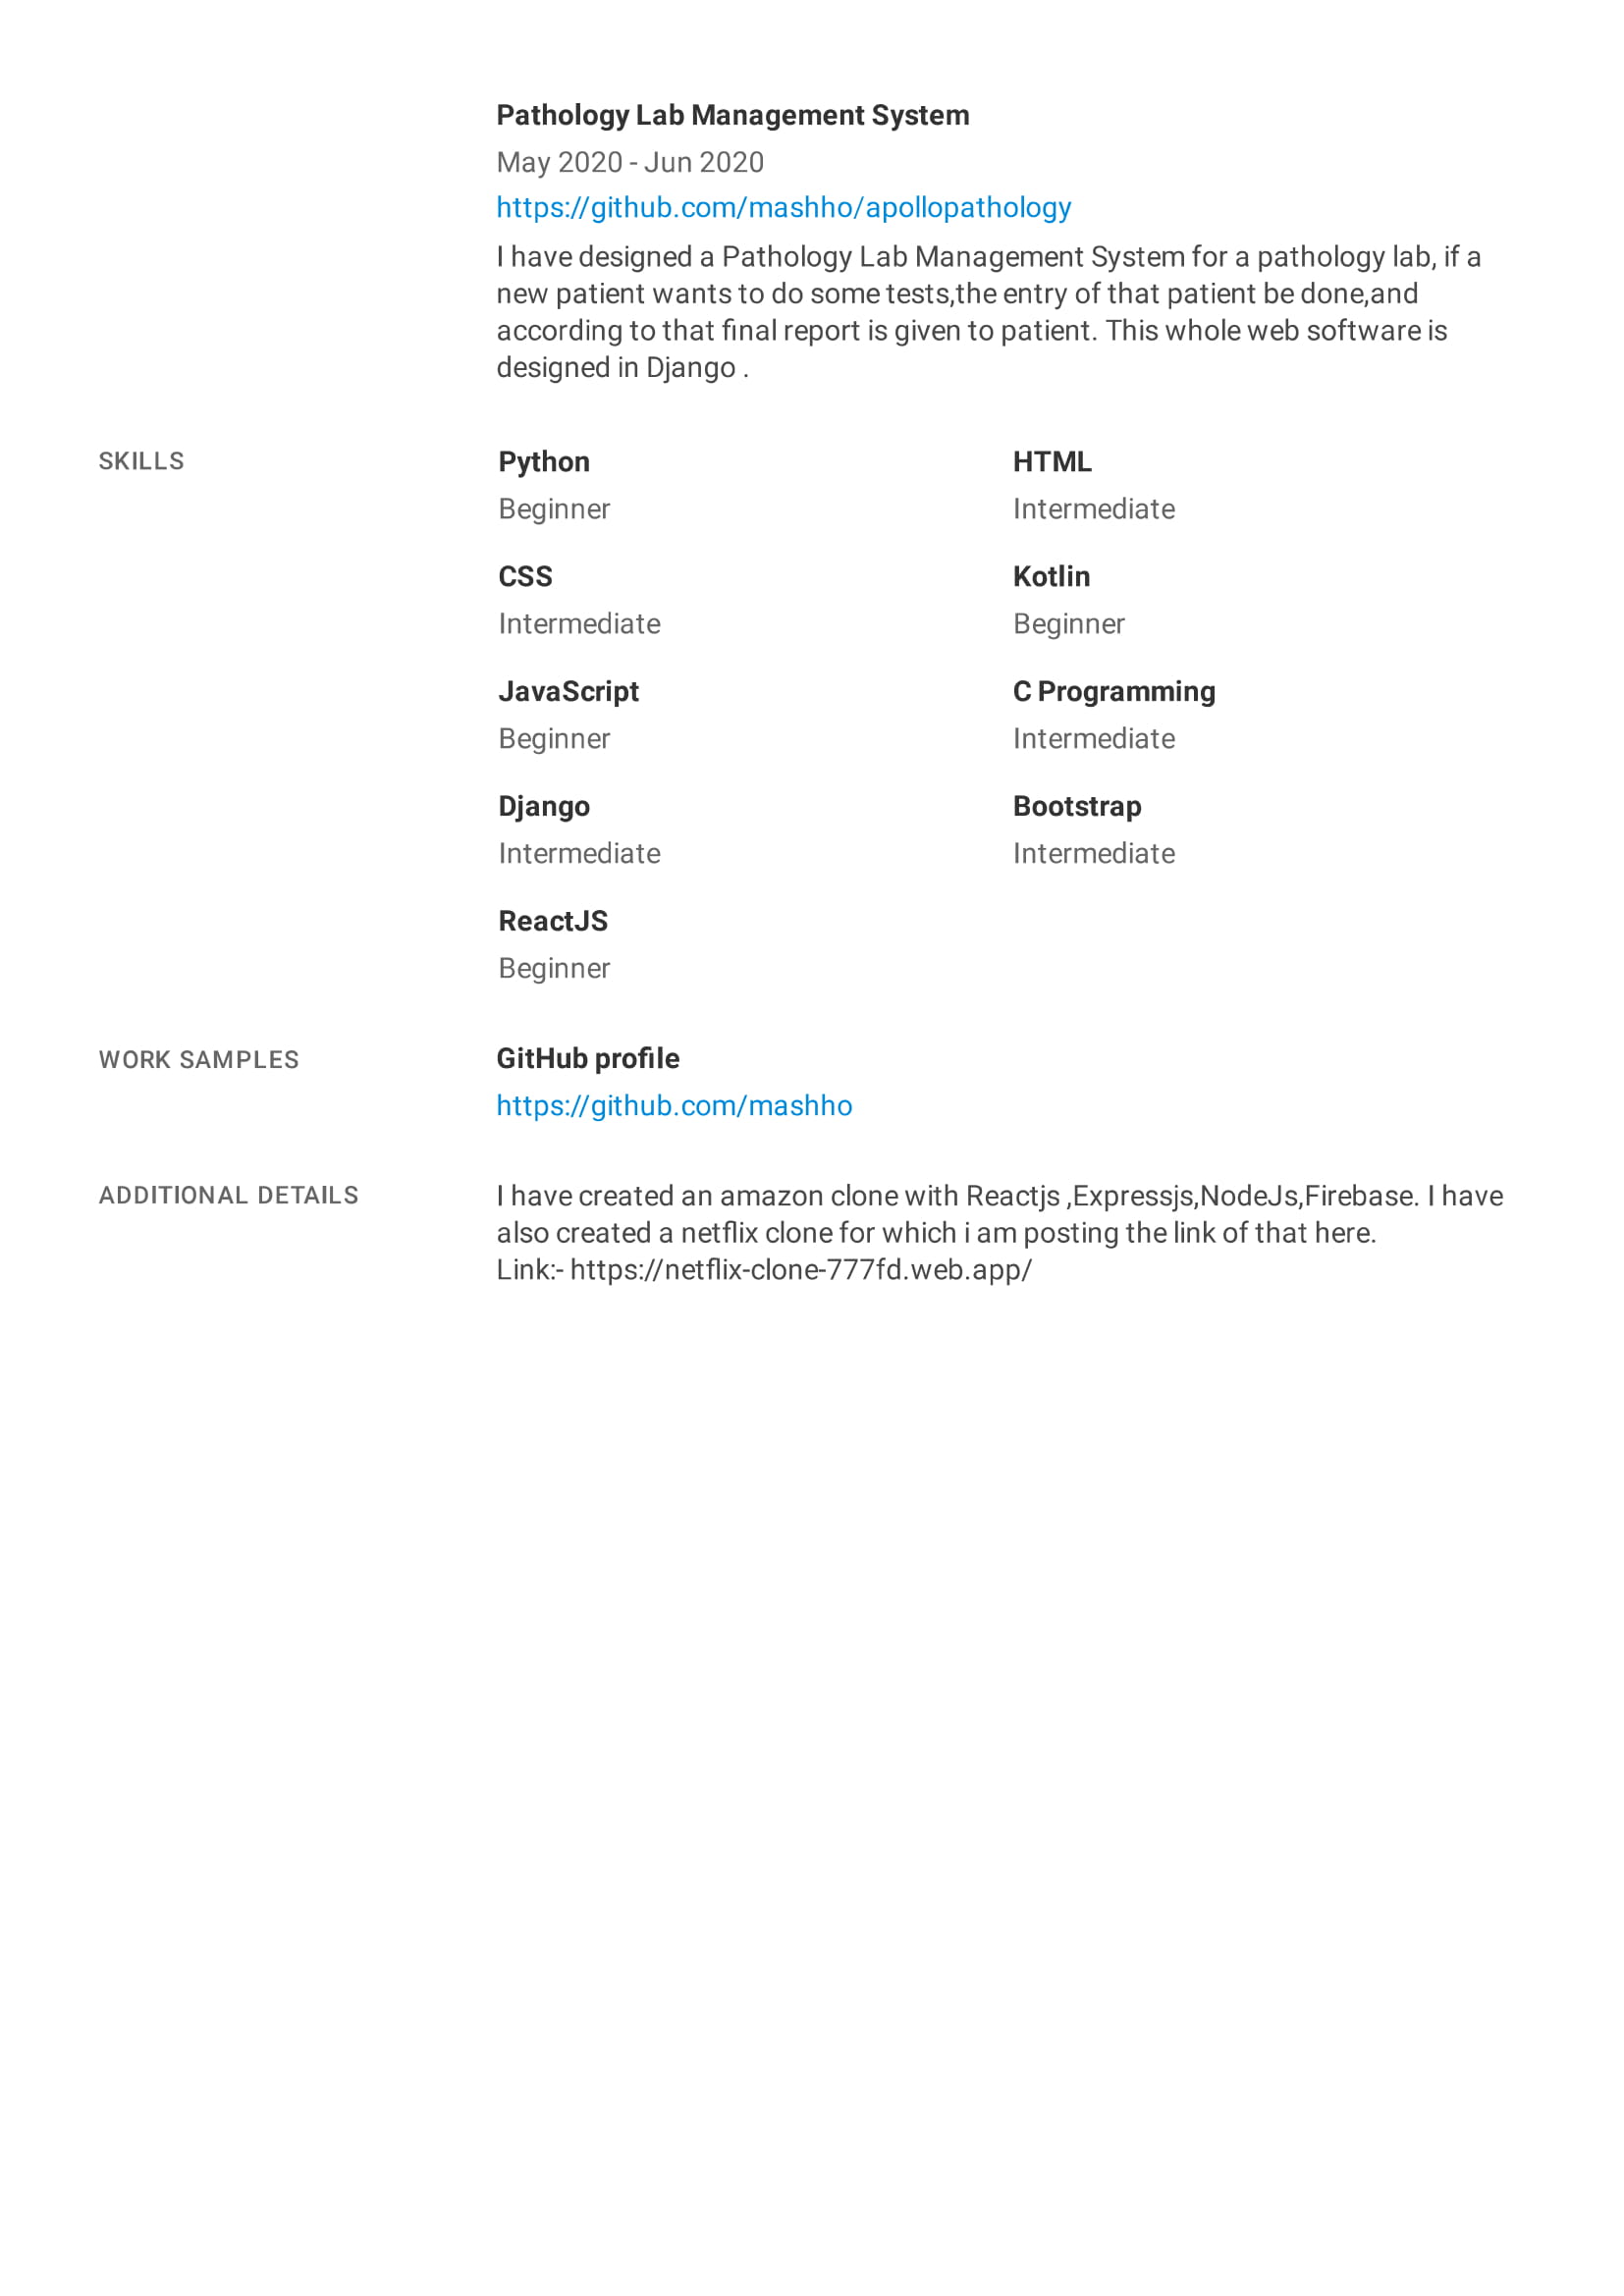 Pathology Lab Management System
May 2020 - Jun 2020
https://github.com/mashho/apollopathology
I have designed a Pathology Lab Management System for a pathology lab, if a
new patient wants to do some tests,the entry of that patient be done,and
according to that final report is given to patient. This whole web software is
designed in Django .
SKILLS
Python
HTML
Beginner
Intermediate
CSS
Kotlin
Intermediate
Beginner
JavaScript
C Programming
Beginner
Intermediate
Django
Bootstrap
Intermediate
Intermediate
ReactJS
Beginner
WORK SAMPLES
GitHub profile
https://github.com/mashho
ADDITIONAL DETAILS
I have created an amazon clone with Reactjs ,Expressjs,NodeJs,Firebase. I have
also created a netflix clone for which i am posting the link of that here.
Link:- https://netflix-clone-777fd.web.app/